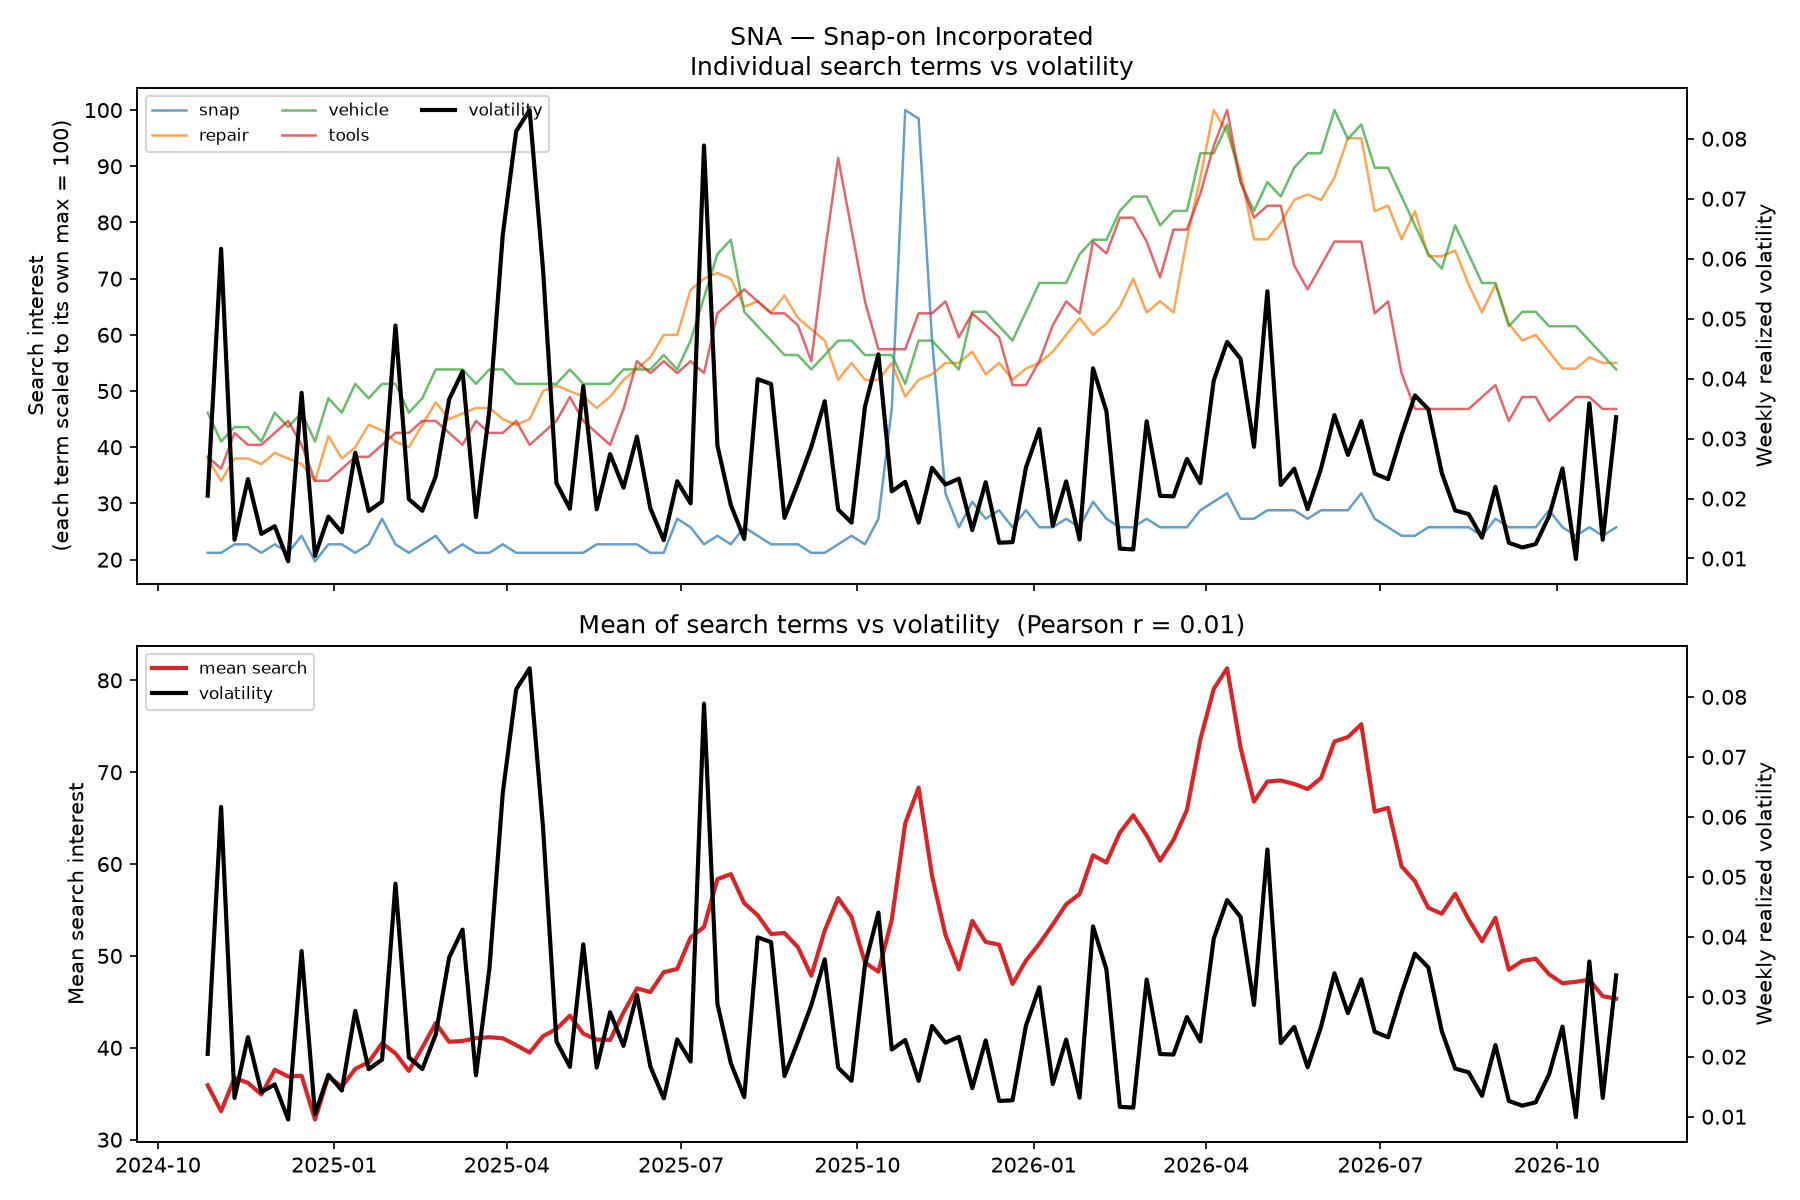 SNA — Snap-on Incorporated
Individual search terms vs volatility
snap
repair
vehicle
tools
volatility
Search interest
(each term scaled to its own max = 100)
100
90
80
70
60
50
40
30
20
0.08
0.07
0.06
0.05
0.04
0.03
0.02
0.01
Weekly realized volatility
Mean of search terms vs volatility  (Pearson r = 0.01)
mean search
volatility
Mean search interest
80
70
60
50
40
30
0.08
0.07
0.06
0.05
0.04
0.03
0.02
0.01
Weekly realized volatility
2024-10
2025-01
2025-04
2025-07
2025-10
2026-01
2026-04
2026-07
2026-10